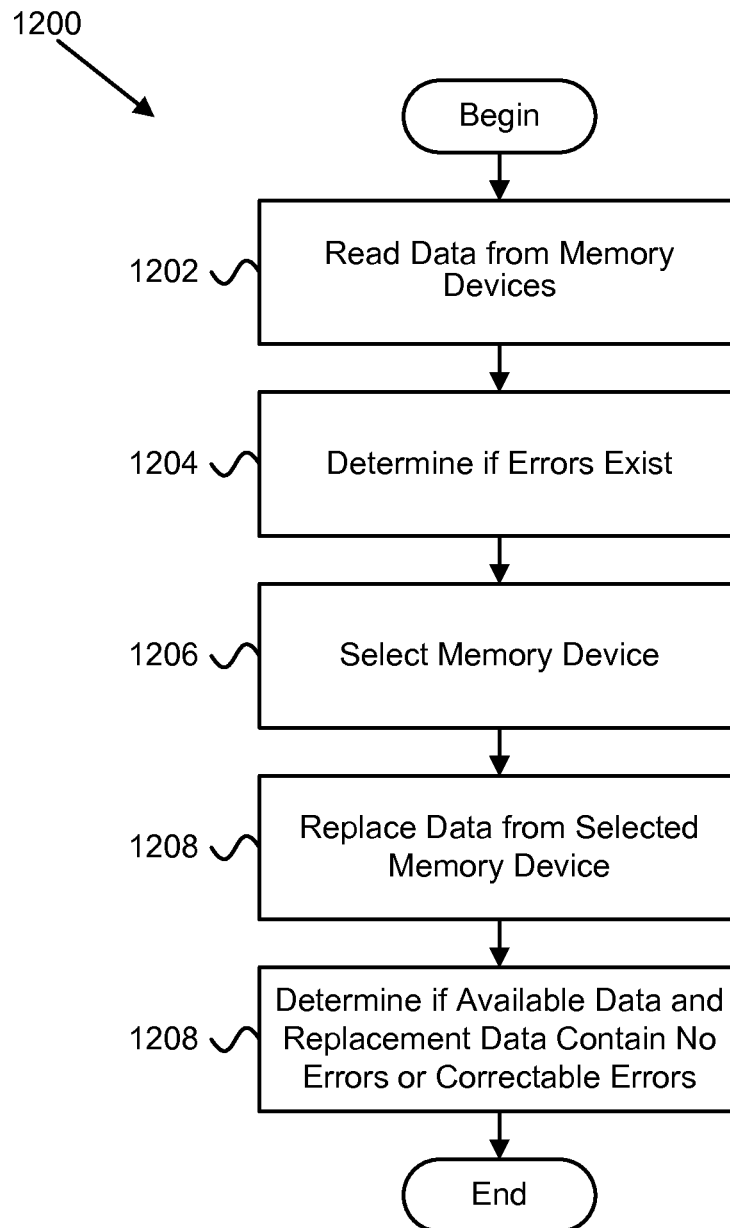 1200
Begin
1202
Read Data from Memory
Devices
1204
Determine if Errors Exist
1206
Select Memory Device
1208
Replace Data from Selected
Memory Device
1208
Determine if Available Data and
Replacement Data Contain No
Errors or Correctable Errors
End